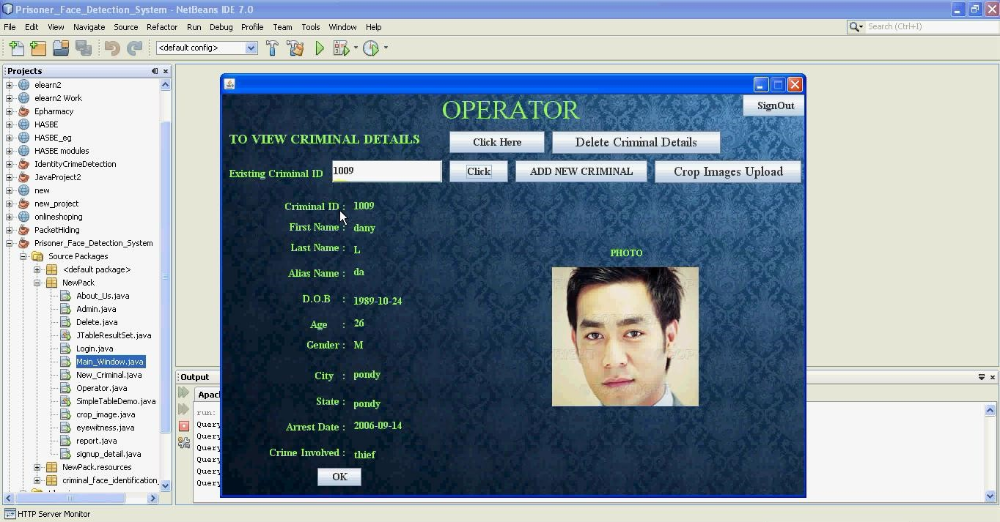 Prisoner_Face_Detection_System - NetBeans IDE 7.0
File Edit View Navigate Source Refactor Run Debug Profile Team Tools Window Help
Search (Ctrl+I)
<default config>
Projects
elearn2
elearn2 Work
Epharmacy
HASBE
HASBE_eg
HASBE modules
IdentityCrimeDetection
JavaProject2
new
new_project
onlineshoping
PacketHiding
Prisoner_Face_Detection_System
Source Packages
<default package>
NewPack
About_Us.java
Admin.java
Delete.java
JTableResultSet.java
Login.java
Main_Window.java
New_Criminal.java
Operator.java
SimpleTableDemo.java
crop_image.java
eyewitness.java
report.java
signup_detail.java
NewPack.resources
criminal_face_identification_
OPERATOR
SignOut
TO VIEW CRIMINAL DETAILS Click Here Delete Criminal Details
Existing Criminal ID 1009 Click ADD NEW CRIMINAL Crop Images Upload
Criminal ID : 1009
First Name : dany
Last Name : L
Alias Name : da
D.O.B : 1989-10-24
Age : 26
Gender : M
City : pondy
State : pondy
Arrest Date : 2006-09-14
Crime Involved : thief
OK
PHOTO
Output
Apac
run:
Query
Query
Query
Query
Query
Query
HTTP Server Monitor